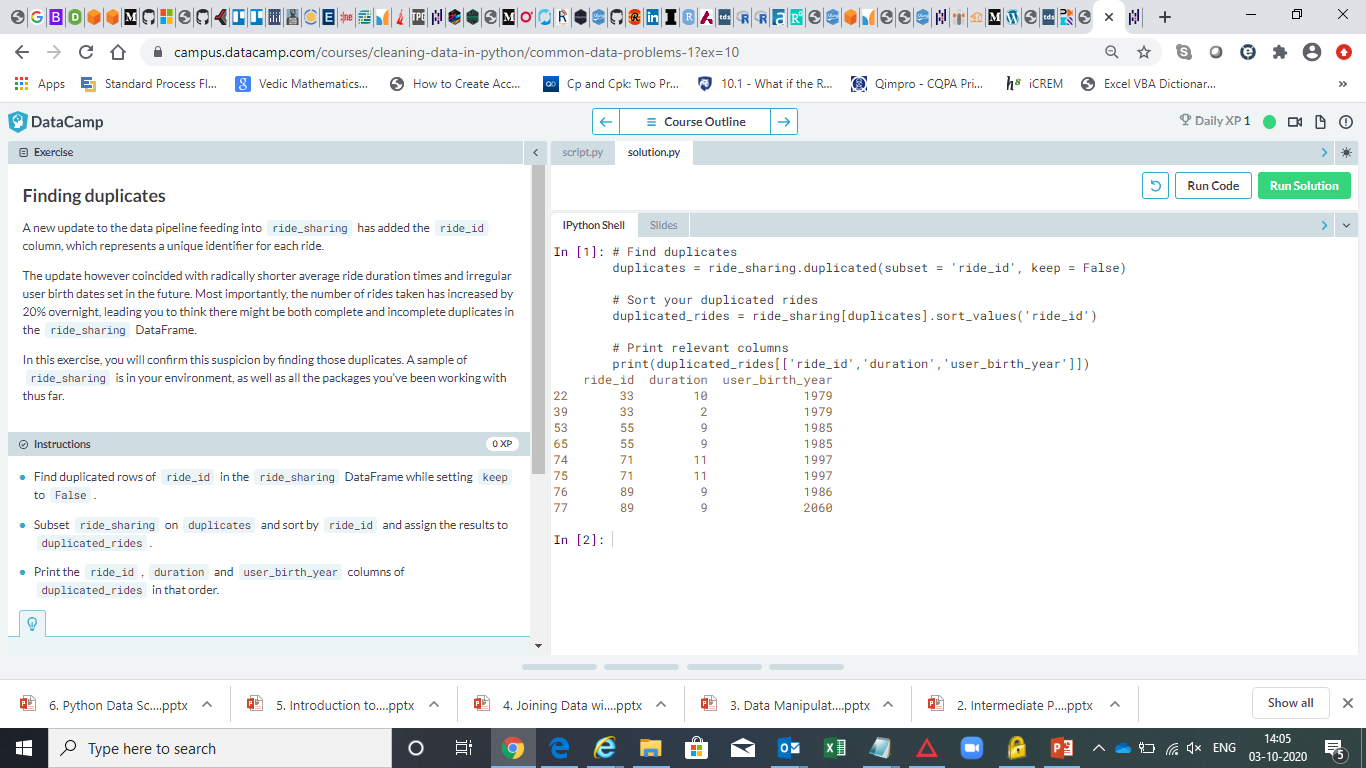 campus.datacamp.com/courses/cleaning-data-in-python/common-data-problems-1?ex=10
Apps
Standard Process Fl...
Vedic Mathematics...
How to Create Acc...
Cp and Cpk: Two Pr...
10.1 - What if the R...
Qimpro - CQPA Pri...
iCREM
Excel VBA Dictionar...
»
DataCamp
Course Outline
Daily XP 1
Exercise
script.py
solution.py
Finding duplicates
Run Code
Run Solution
A new update to the data pipeline feeding into ride_sharing has added the ride_id
column, which represents a unique identifier for each ride.
The update however coincided with radically shorter average ride duration times and irregular
user birth dates set in the future. Most importantly, the number of rides taken has increased by
20% overnight, leading you to think there might be both complete and incomplete duplicates in
the ride_sharing DataFrame.
In this exercise, you will confirm this suspicion by finding those duplicates. A sample of
ride_sharing is in your environment, as well as all the packages you've been working with
thus far.
Instructions
0 XP
Find duplicated rows of ride_id in the ride_sharing DataFrame while setting keep
to False .
Subset ride_sharing on duplicates and sort by ride_id and assign the results to
duplicated_rides .
Print the ride_id , duration and user_birth_year columns of
duplicated_rides in that order.
IPython Shell
Slides
In [1]: # Find duplicates
duplicates = ride_sharing.duplicated(subset = 'ride_id', keep = False)
# Sort your duplicated rides
duplicated_rides = ride_sharing[duplicates].sort_values('ride_id')
# Print relevant columns
print(duplicated_rides[['ride_id','duration','user_birth_year']])
ride_id duration user_birth_year
22 33 10 1979
39 33 2 1979
53 55 9 1985
65 55 9 1985
74 71 11 1997
75 71 11 1997
76 89 9 1986
77 89 9 2060
In [2]:
6. Python Data Sc....pptx
5. Introduction to....pptx
4. Joining Data wi....pptx
3. Data Manipulat....pptx
2. Intermediate P....pptx
Show all
Type here to search
ENG
14:05
03-10-2020
5